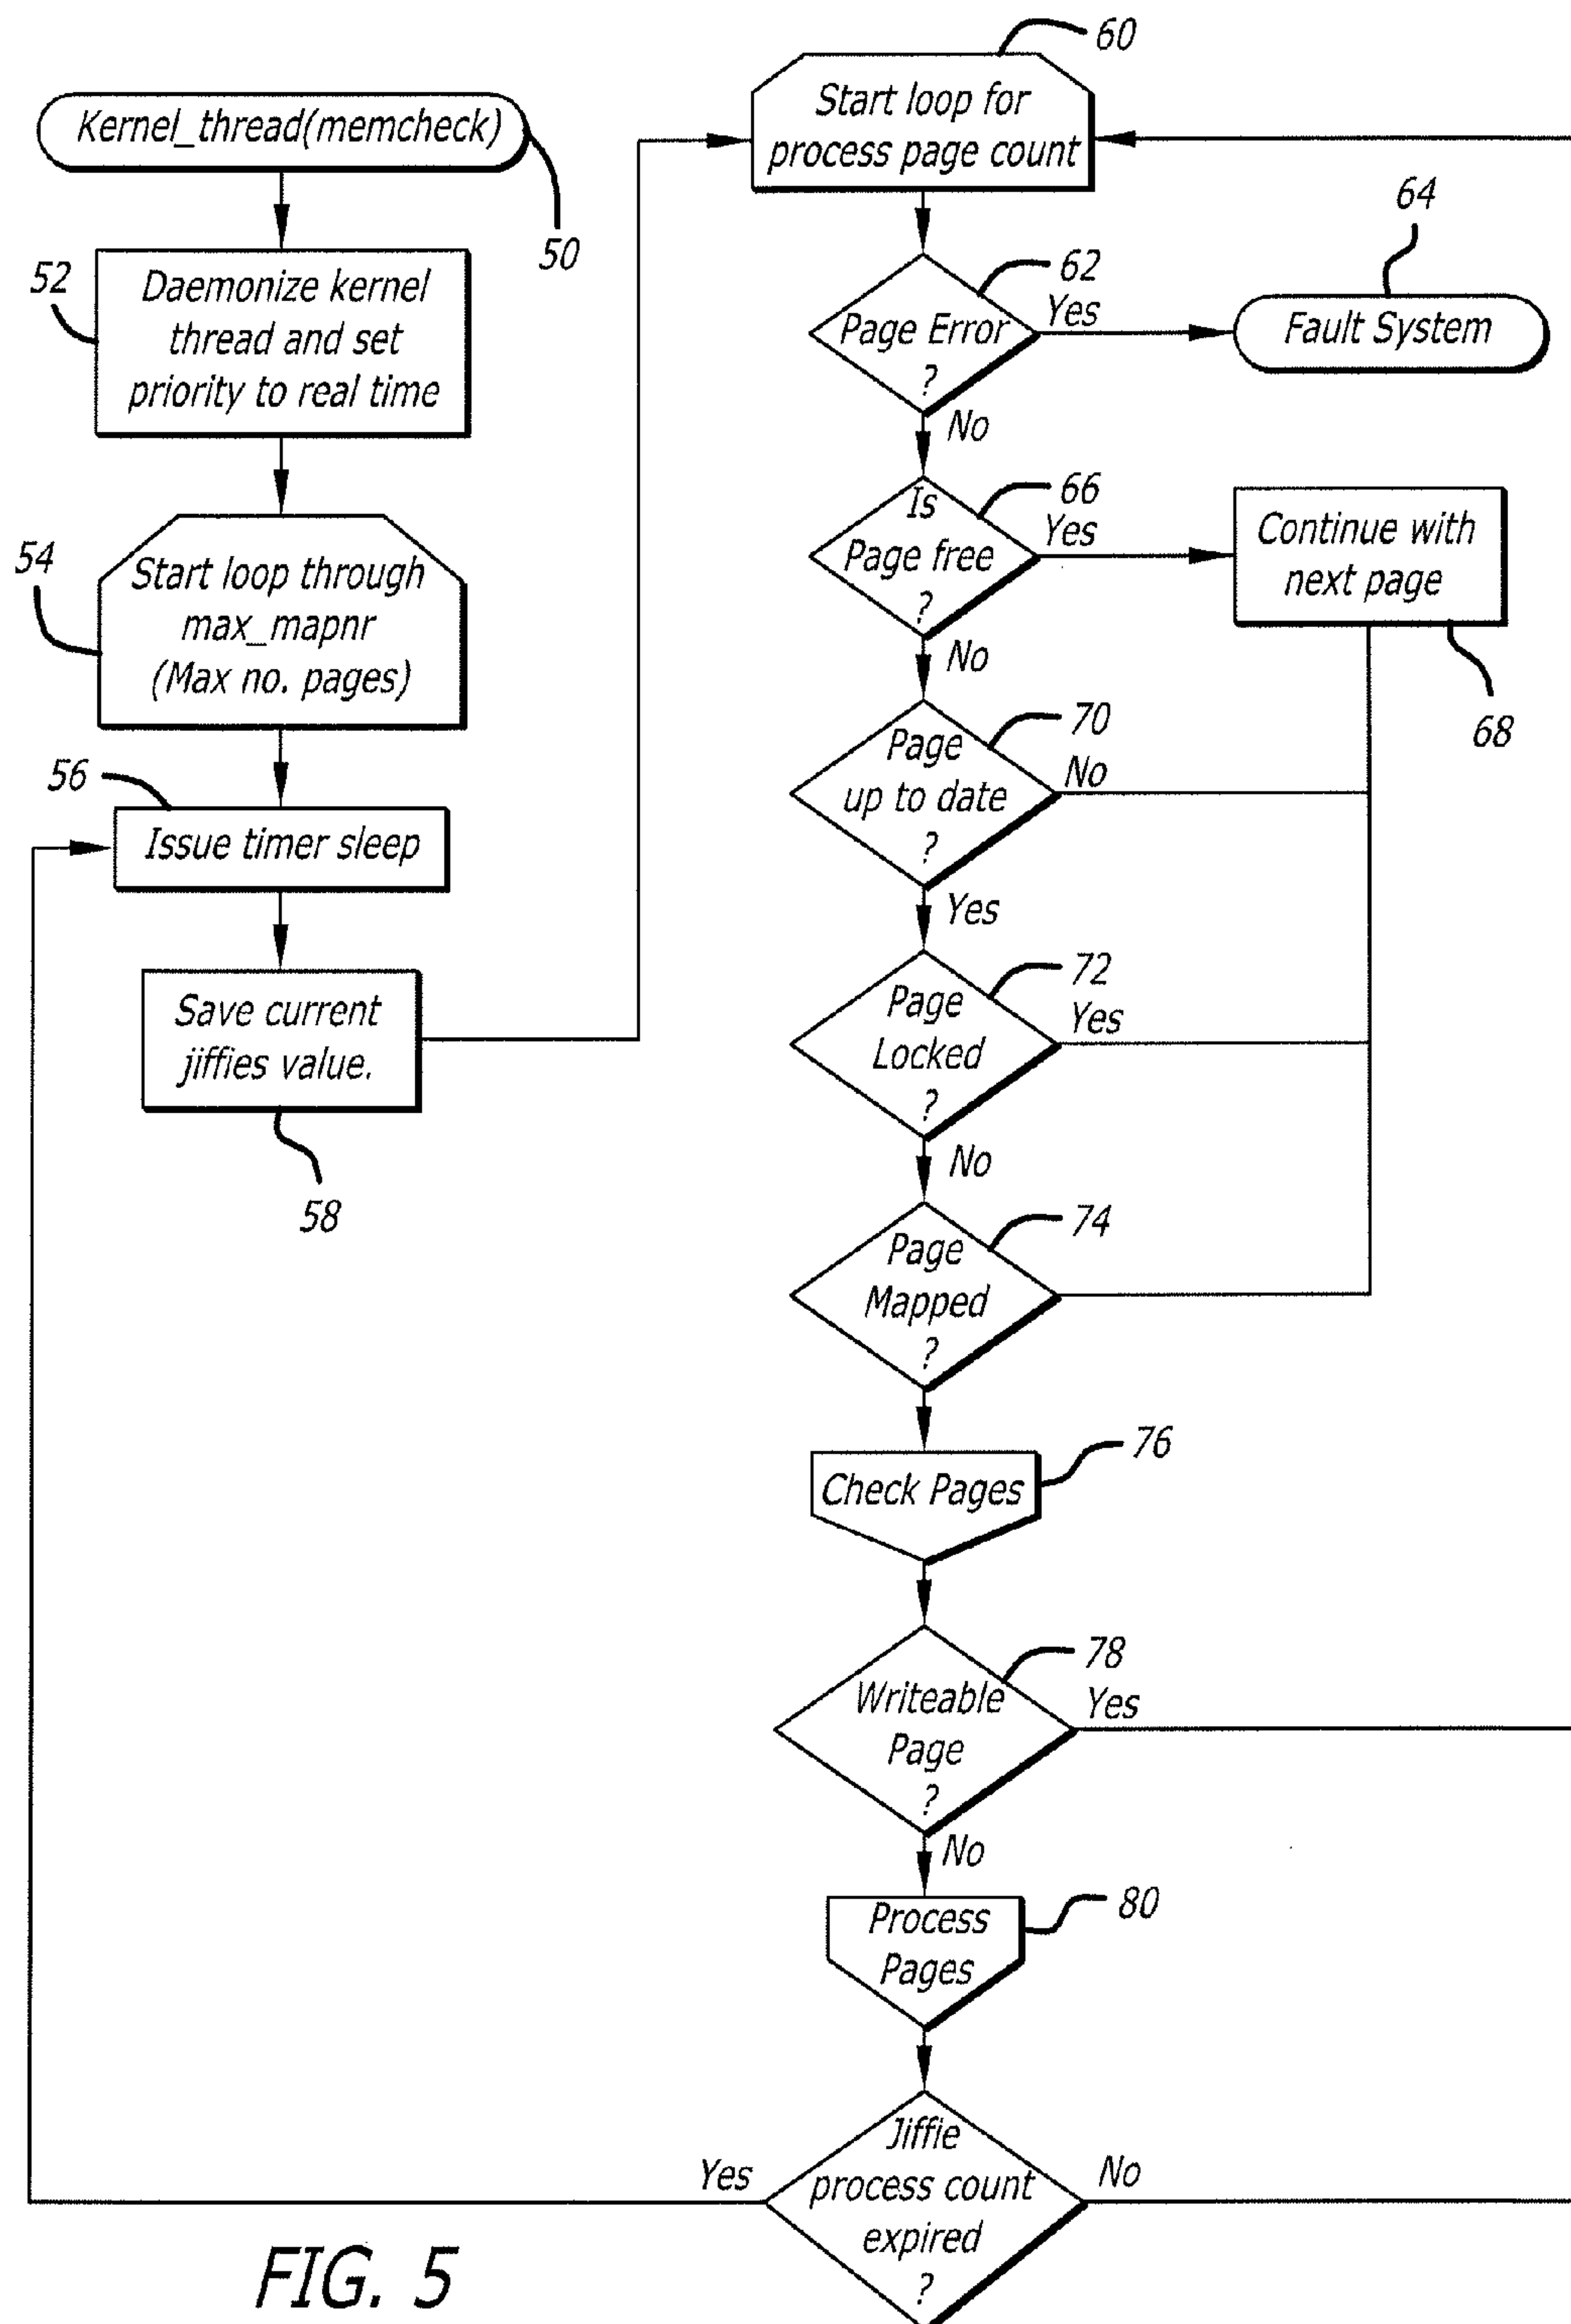 Kernel_thread(memcheck)
50
52
Daemonize kernel
thread and set
priority to real time
54
Start loop through
max_mapnr
(Max no. pages)
56
Issue timer sleep
Save current
jiffies value.
58
60
Start loop for
process page count
62
Page Error
?
Yes
64
Fault System
No
66
Is
Page free
?
Yes
Continue with
next page
68
No
70
Page
up to date
?
No
Yes
72
Page
Locked
?
Yes
No
74
Page
Mapped
?
76
Check Pages
78
Writeable
Page
?
Yes
No
80
Process
Pages
Jiffie
process count
expired
?
Yes
No
FIG. 5